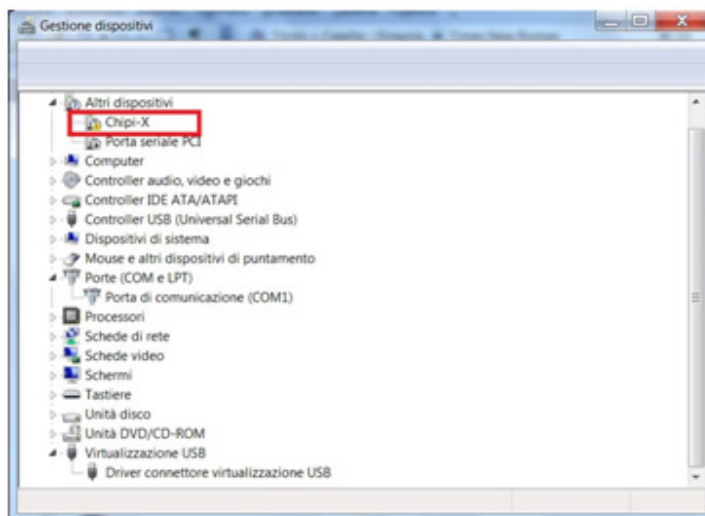 Gestione dispositivi
Altri dispositivi
Chipi-X
Porta seriale PCI
Computer
Controller audio, video e giochi
Controller IDE ATA/ATAPI
Controller USB (Universal Serial Bus)
Dispositivi di sistema
Mouse e altri dispositivi di puntamento
Porte (COM e LPT)
Porta di comunicazione (COM1)
Processori
Schede di rete
Schede video
Schermi
Tastiere
Unità disco
Unità DVD/CD-ROM
Virtualizzazione USB
Driver connettore virtualizzazione USB